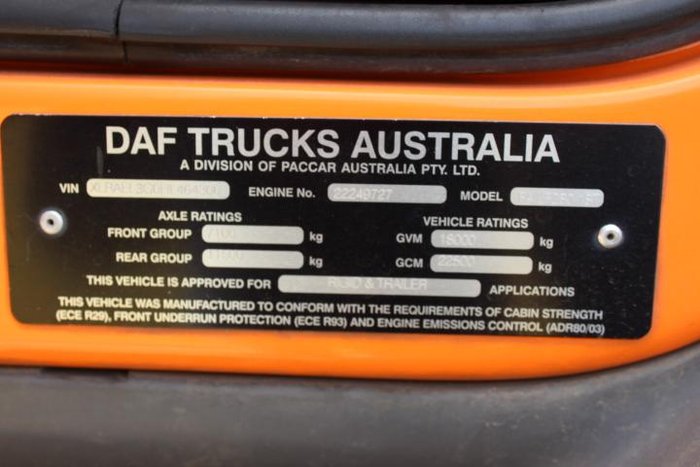 DAF TRUCKS AUSTRALIA
A DIVISION OF PACCAR AUSTRALIA PTY. LTD.
VIN ENGINE No. 22249727 MODEL
AXLE RATINGS VEHICLE RATINGS
FRONT GROUP kg GVM kg
REAR GROUP kg GCM 22500 kg
THIS VEHICLE IS APPROVED FOR RIGID & TRAILER APPLICATIONS
THIS VEHICLE WAS MANUFACTURED TO CONFORM WITH THE REQUIREMENTS OF CABIN STRENGTH
(ECE R29), FRONT UNDERRUN PROTECTION (ECE R93) AND ENGINE EMISSIONS CONTROL (ADR80/03)